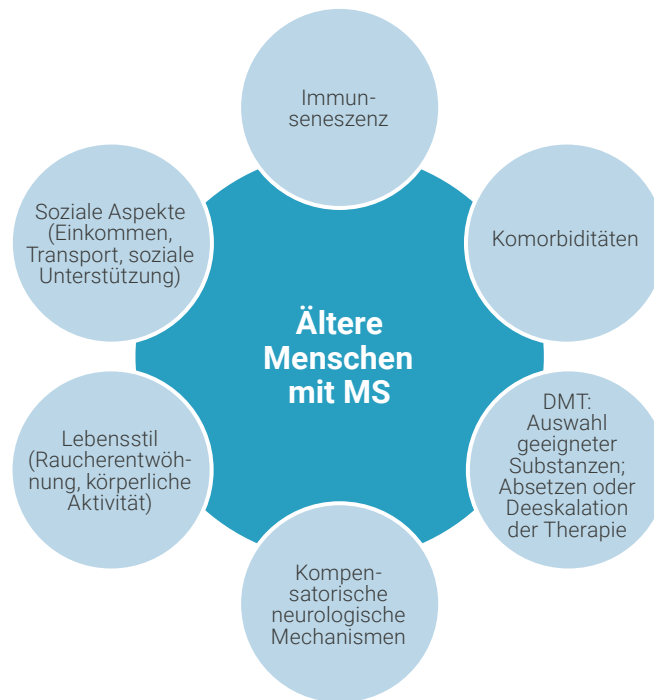 Immun-
seneszenz
Soziale Aspekte
(Einkommen,
Transport, soziale
Unterstützung)
Komorbiditäten
Ältere
Menschen
mit MS
Lebensstil
(Raucherentwöh-
nung, körperliche
Aktivität)
DMT:
Auswahl
geeigneter
Substanzen;
Absetzen oder
Deeskalation
der Therapie
Kompen-
satorische
neurologische
Mechanismen